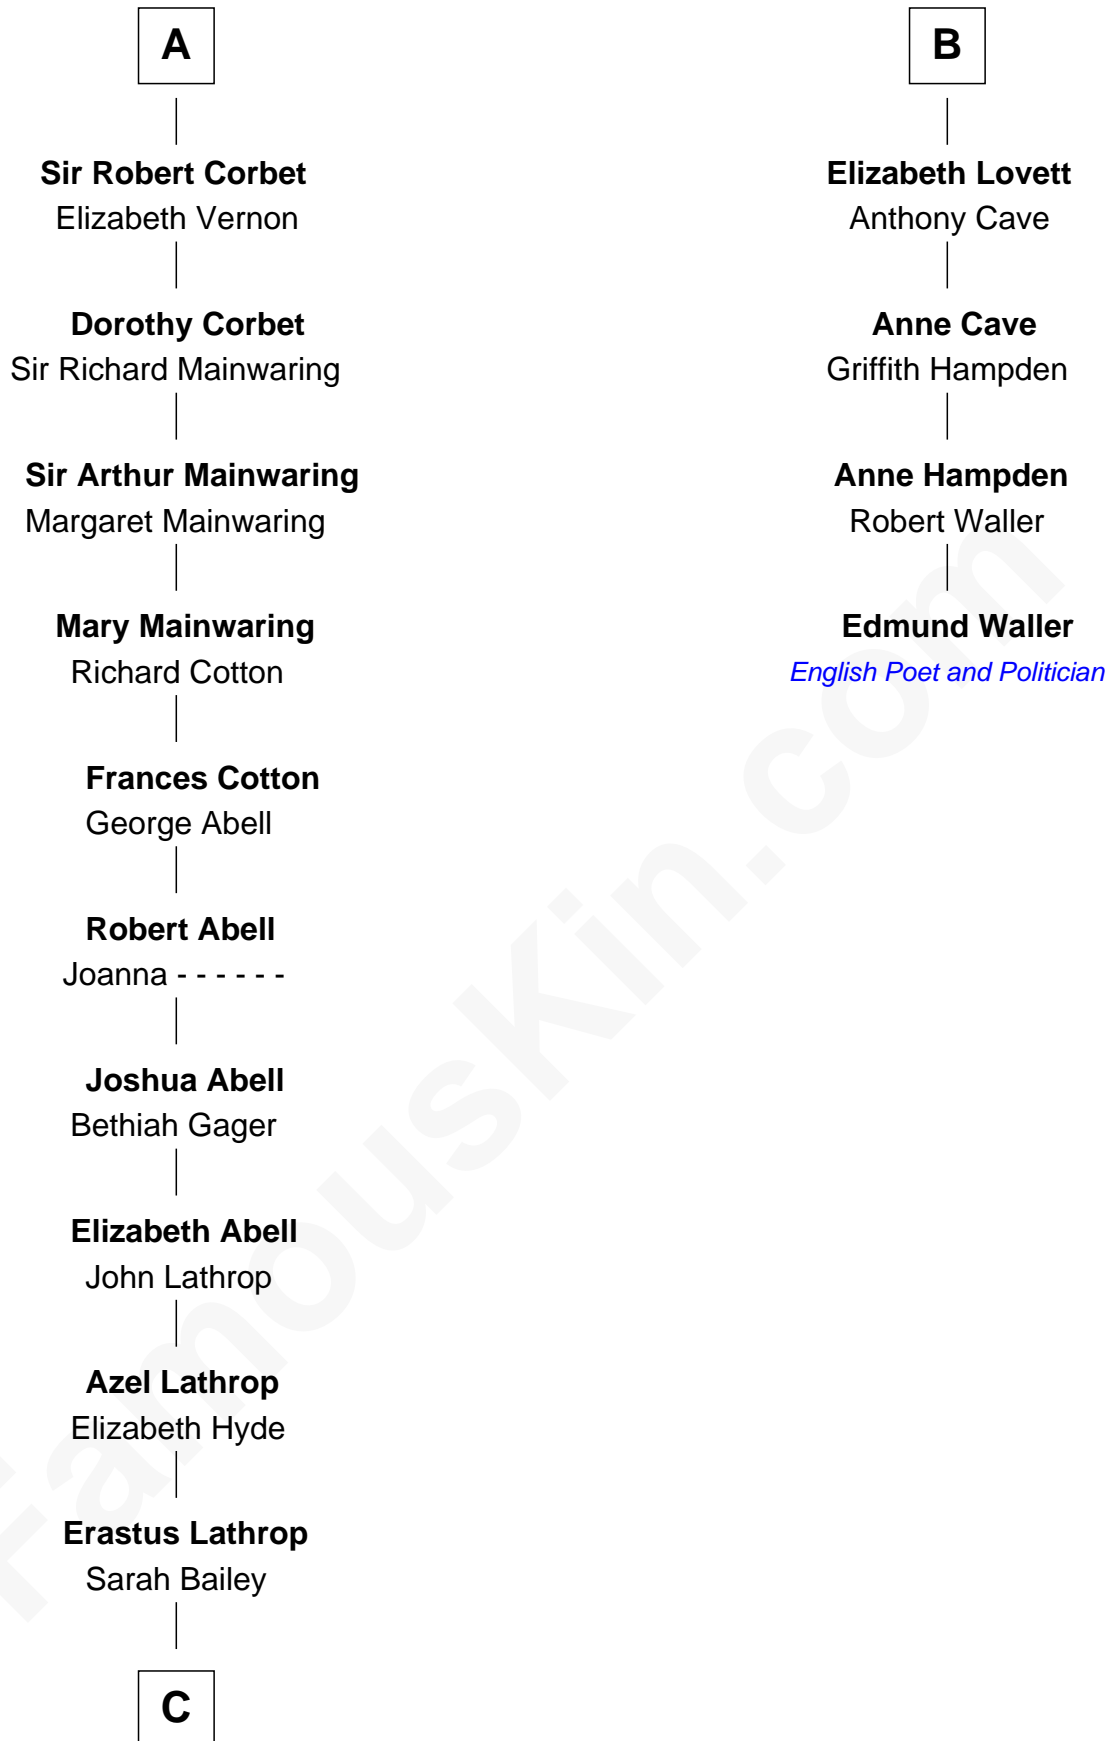 A
Sir Robert Corbet
Elizabeth Vernon
Dorothy Corbet
Sir Richard Mainwaring
Sir Arthur Mainwaring
Margaret Mainwaring
Mary Mainwaring
Richard Cotton
Frances Cotton
George Abell
Robert Abell
Joanna - - - - - -
Joshua Abell
Bethiah Gager
Elizabeth Abell
John Lathrop
Azel Lathrop
Elizabeth Hyde
Erastus Lathrop
Sarah Bailey
C
B
Elizabeth Lovett
Anthony Cave
Anne Cave
Griffith Hampden
Anne Hampden
Robert Waller
Edmund Waller
English Poet and Politician
FamousKin.com